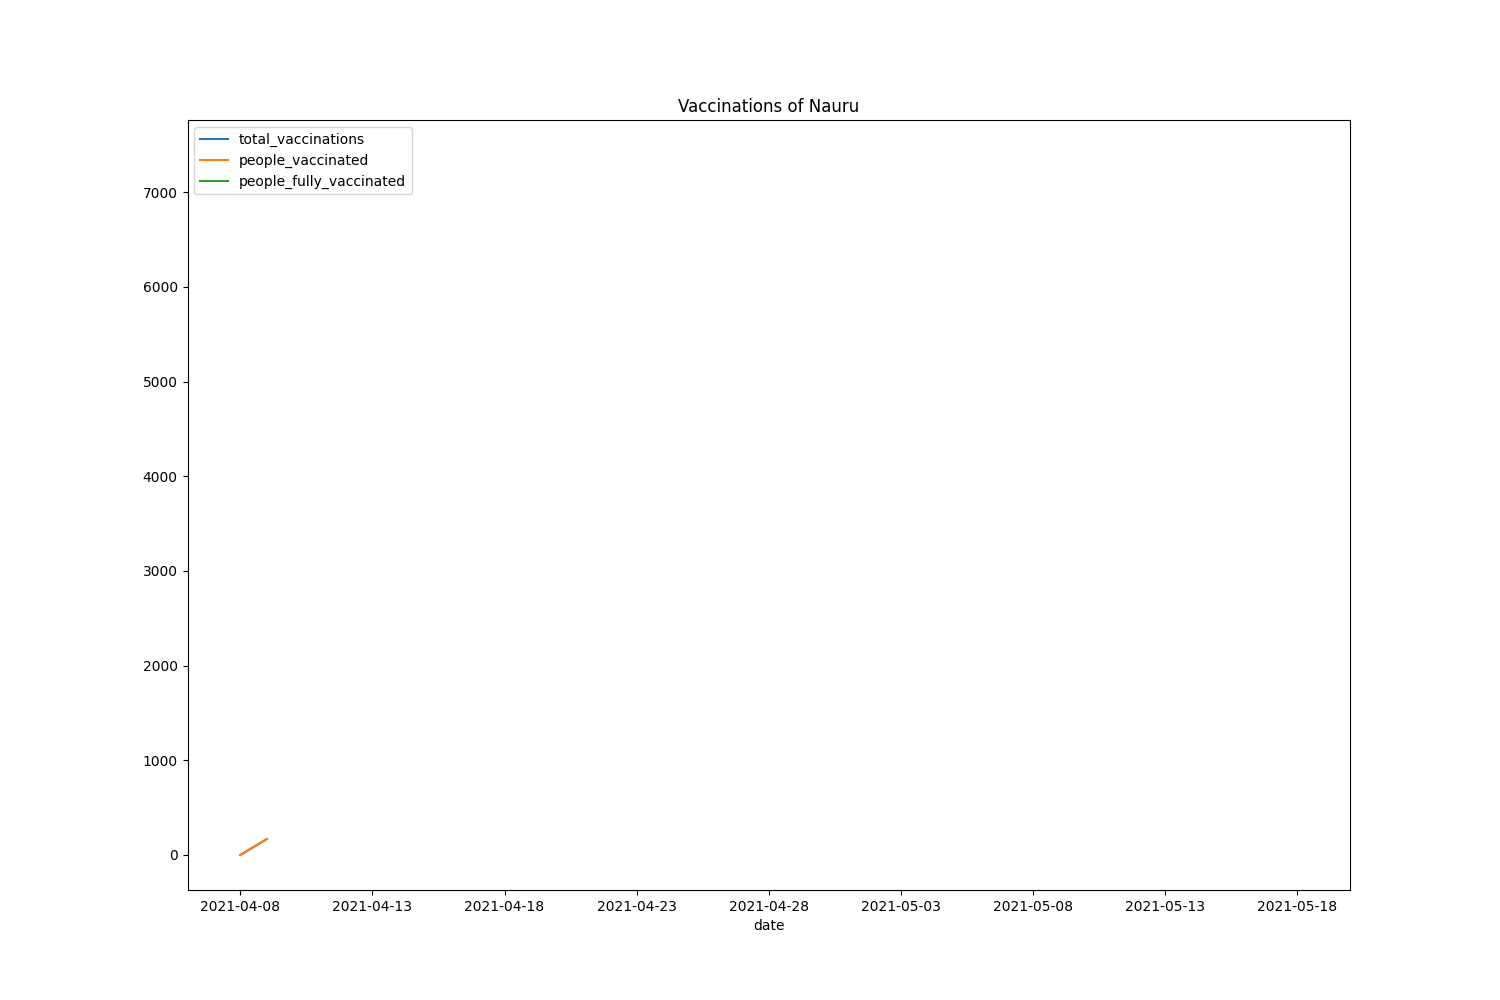 Vaccinations of Nauru
total_vaccinations
people_vaccinated
people_fully_vaccinated
7000
6000
5000
4000
3000
2000
1000
0
2021-04-08 2021-04-13 2021-04-18 2021-04-23 2021-04-28 2021-05-03 2021-05-08 2021-05-13 2021-05-18
date